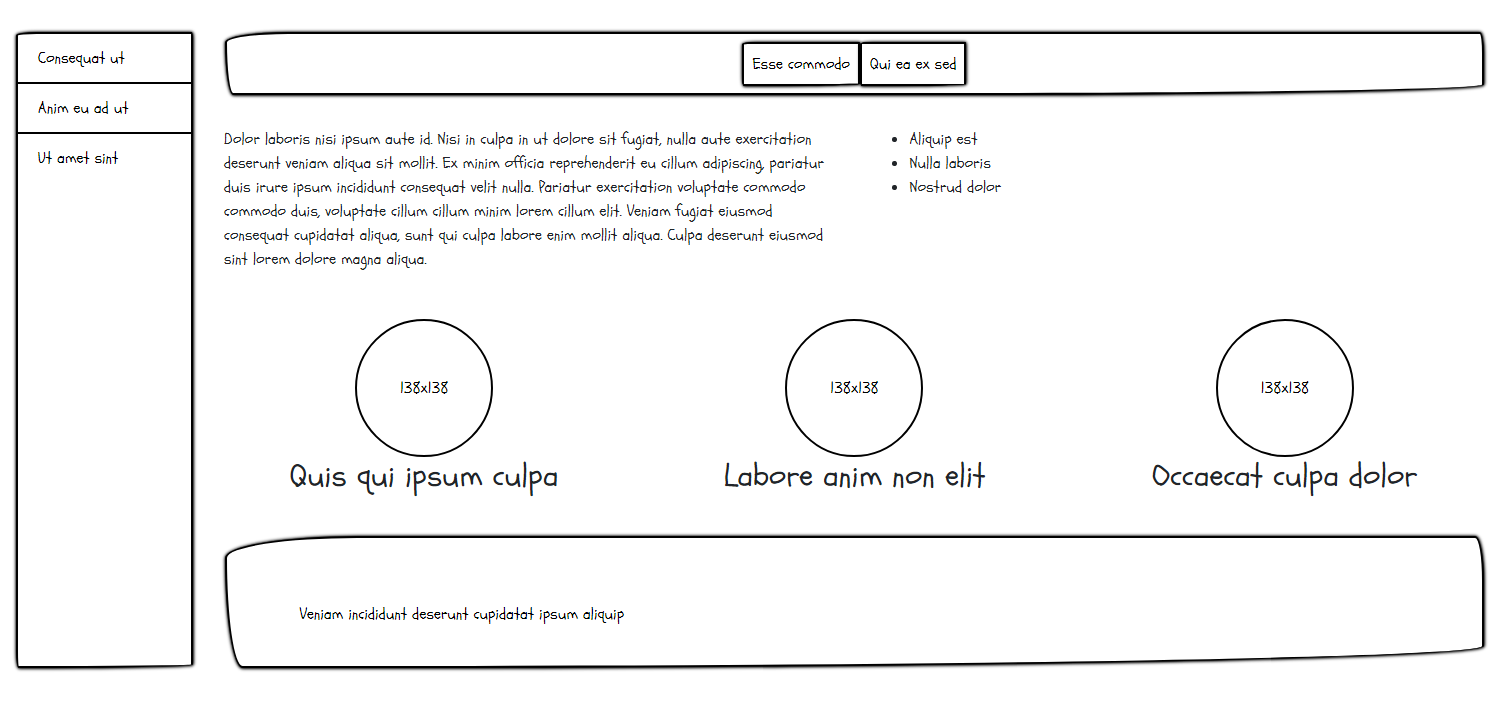 Consequat ut
Anim eu ad ut
Ut amet sint
Esse commodo
Qui ea ex sed
Dolor laboris nisi ipsum aute id. Nisi in culpa in ut dolore sit fugiat, nulla aute exercitation
deserunt veniam aliqua sit mollit. Ex minim officia reprehenderit eu cillum adipiscing, pariatur
duis irure ipsum incididunt consequat velit nulla. Pariatur exercitation voluptate commodo
commodo duis, voluptate cillum cillum minim lorem cillum elit. Veniam fugiat eiusmod
consequat cupidatat aliqua, sunt qui culpa labore enim mollit aliqua. Culpa deserunt eiusmod
sint lorem dolore magna aliqua.
Aliquip est
Nulla laboris
Nostrud dolor
138x138
Quis qui ipsum culpa
138x138
Labore anim non elit
138x138
Occaecat culpa dolor
Veniam incididunt deserunt cupidatat ipsum aliquip